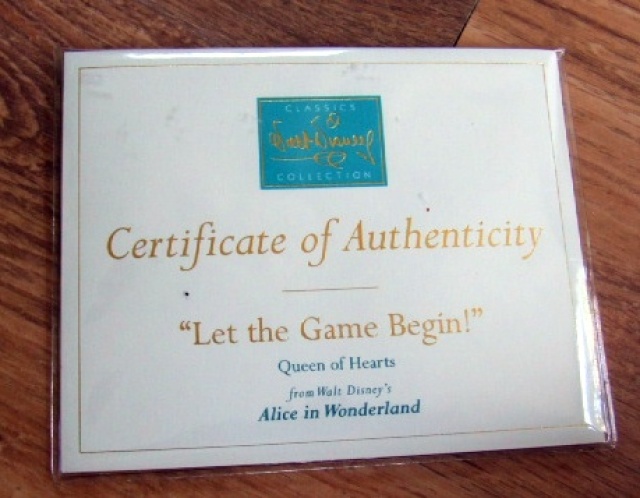 CLASSICS
Walt Disney
COLLECTION
Certificate of Authenticity
“Let the Game Begin!”
Queen of Hearts
from Walt Disney's
Alice in Wonderland